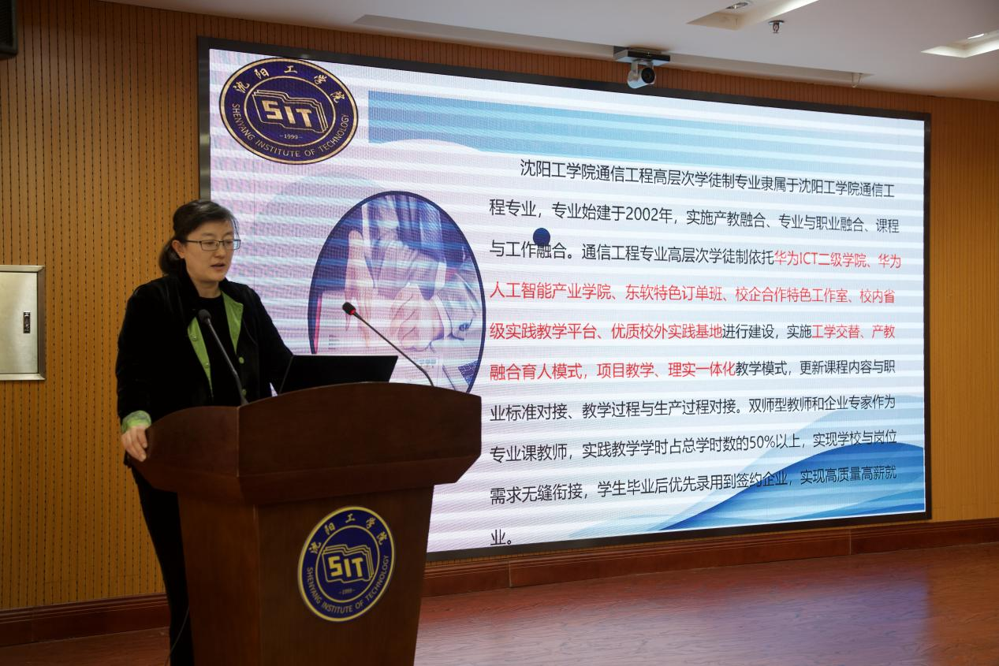 沈阳工学院
SIT
-1999-
SHENYANG INSTITUTE OF TECHNOLOGY
沈阳工学院通信工程高层次学徒制专业隶属于沈阳工学院通信工
程专业，专业始建于2002年，实施产教融合、专业与职业融合、课程
与工作融合。通信工程专业高层次学徒制依托华为ICT二级学院、华为
人工智能产业学院、东软特色订单班、校企合作特色工作室、校内省
级实践教学平台、优质校外实践基地进行建设，实施工学交替、产教
融合育人模式，项目教学、理实一体化教学模式，更新课程内容与职
业标准对接、教学过程与生产过程对接。双师型教师和企业专家作为
专业课教师，实践教学学时占总学时数的50%以上，实现学校与岗位
需求无缝衔接，学生毕业后优先录用到签约企业，实现高质量高薪就
业。
沈阳工学院
SIT
-1999-
SHENYANG INSTITUTE OF TECHNOLOGY